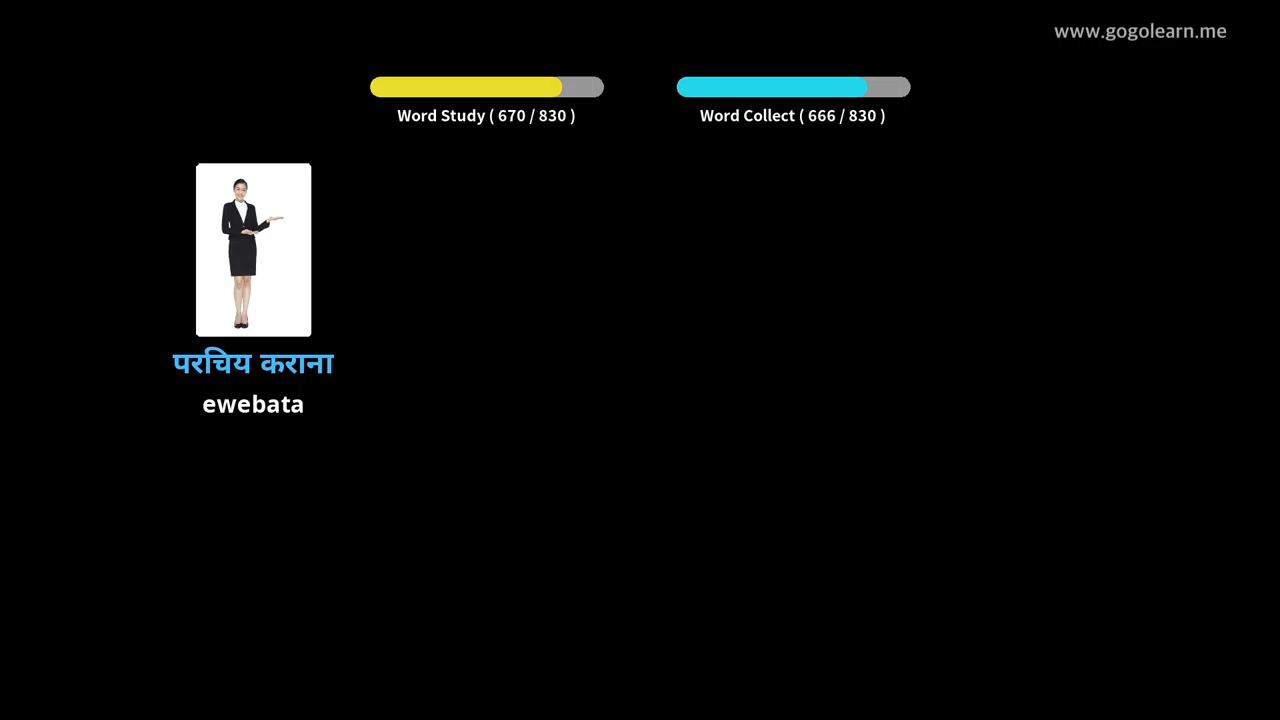 www.gogolearn.me
Word Study ( 670 / 830 )
Word Collect ( 666 / 830 )
परिचय कराना
ewebata